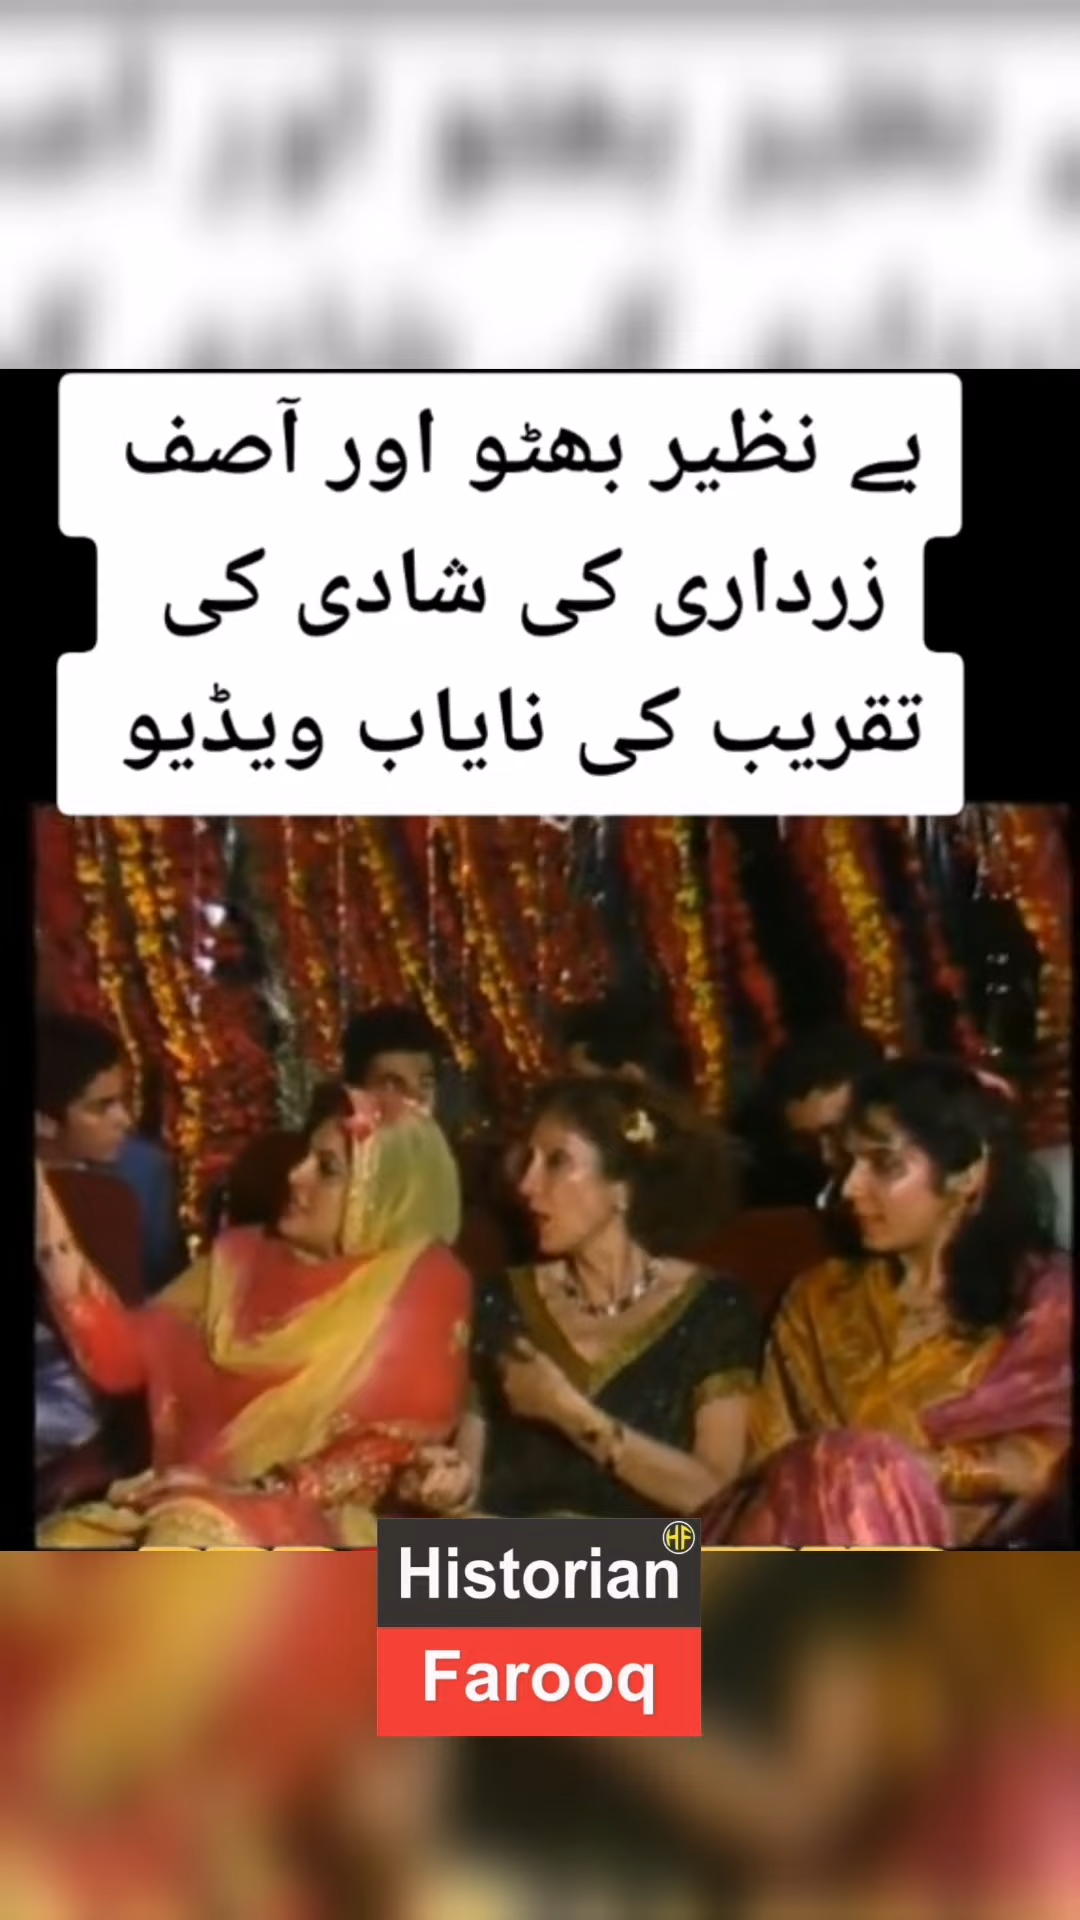 بے نظیر بھٹو اور آصف
زرداری کی شادی کی
تقریب کی نایاب ویڈیو
HF
Historian
Farooq